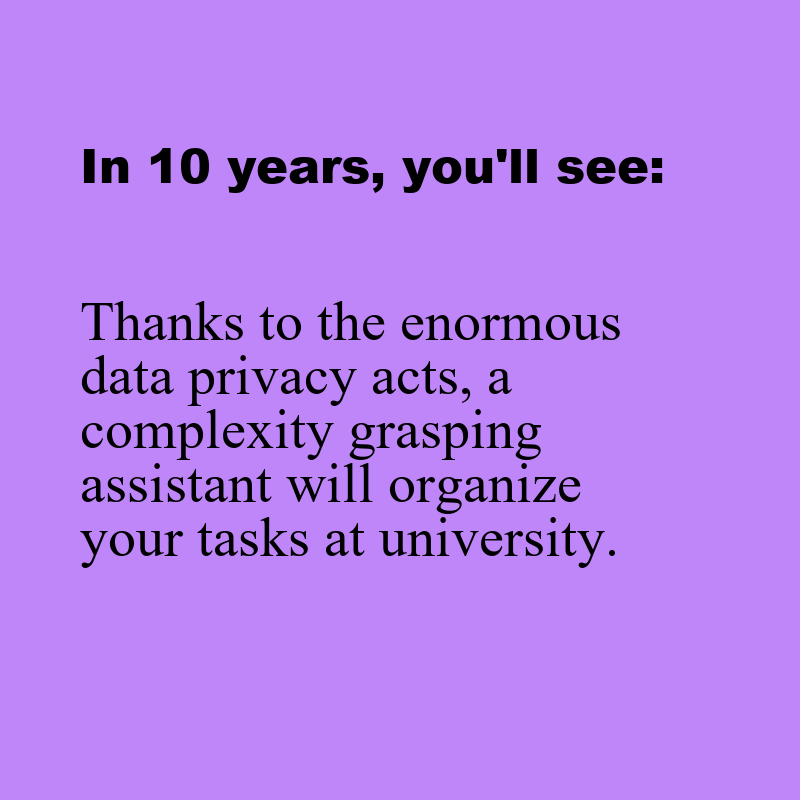 In 10 years, you'll see:
Thanks to the enormous
data privacy acts, a
complexity grasping
assistant will organize
your tasks at university.